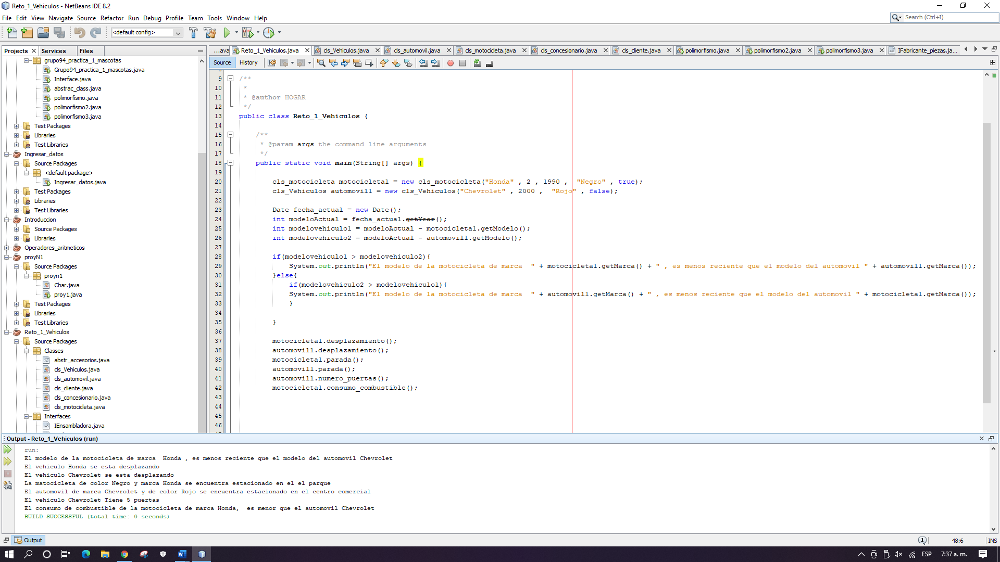 Reto_1_Vehiculos - NetBeans IDE 8.2
File Edit View Navigate Source Refactor Run Debug Profile Team Tools Window Help
Search (Ctrl+I)
<default config>
Projects Services Files
...ava Reto_1_Vehiculos.java cls_Vehiculos.java cls_automovil.java cls_motocicleta.java cls_concesionario.java cls_cliente.java polimorfismo.java polimorfismo2.java polimorfismo3.java IFabricante_piezas.ja...
Source History
grupo94_practica_1_mascotas
Grupo94_practica_1_mascotas.java
Interface.java
abstrac_class.java
polimorfismo.java
polimorfismo2.java
polimorfismo3.java
Test Packages
Libraries
Test Libraries
Ingresar_datos
Source Packages
<default package>
Ingresar_datos.java
Test Packages
Libraries
Test Libraries
Introduccion
Source Packages
Libraries
Operadores_aritmeticos
proyN1
Source Packages
proyn1
Char.java
proy1.java
Test Packages
Libraries
Test Libraries
Reto_1_Vehiculos
Source Packages
Classes
abstr_accesorios.java
cls_Vehiculos.java
cls_automovil.java
cls_cliente.java
cls_concesionario.java
cls_motocicleta.java
Interfaces
IEnsambladora.java
9 /**
10 *
11 * @author HOGAR
12 */
13 public class Reto_1_Vehiculos {
14
15 /**
16 * @param args the command line arguments
17 */
18 public static void main(String[] args) {
19
20 cls_motocicleta motocicleta1 = new cls_motocicleta("Honda" , 2 , 1990 ,  "Negro" , true);
21 cls_Vehiculos automovil1 = new cls_Vehiculos("Chevrolet" , 2000 ,  "Rojo" , false);
22
23 Date fecha_actual = new Date();
24 int modeloActual = fecha_actual.getYear();
25 int modelovehiculo1 = modeloActual - motocicleta1.getModelo();
26 int modelovehiculo2 = modeloActual - automovil1.getModelo();
27
28 if(modelovehiculo1 > modelovehiculo2){
29 System.out.println("El modelo de la motocicleta de marca  " + motocicleta1.getMarca() + " , es menos reciente que el modelo del automovil " + automovil1.getMarca());
30 }else{
31 if(modelovehiculo2 > modelovehiculo1){
32 System.out.println("El modelo de la motocicleta de marca  " + automovil1.getMarca() + " , es menos reciente que el modelo del automovil " + motocicleta1.getMarca());
33 }
34
35 }
36
37 motocicleta1.desplazamiento();
38 automovil1.desplazamiento();
39 motocicleta1.parada();
40 automovil1.parada();
41 automovil1.numero_puertas();
42 motocicleta1.consumo_combustible();
43
44
45
46
Output - Reto_1_Vehiculos (run)
run:
El modelo de la motocicleta de marca  Honda , es menos reciente que el modelo del automovil Chevrolet
El vehiculo Honda se esta desplazando
El vehiculo Chevrolet se esta desplazando
La matocicleta de color Negro y marca Honda se encuentra estacionado en el el parque
El automovil de marca Chevrolet y de color Rojo se encuentra estacionado en el centro comercial
El vehiculo Chevrolet Tiene 5 puertas
El consumo de combustible de la motocicleta de marca Honda,  es menor que el automovil Chevrolet
BUILD SUCCESSFUL (total time: 0 seconds)
Output
1 48:6 INS
ESP 7:37 a. m.